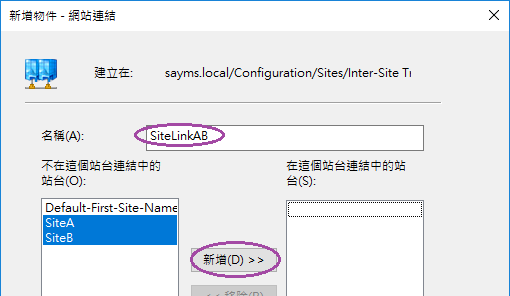 新增物件 - 網站連結
建立在: sayms.local/Configuration/Sites/Inter-Site
名稱(A): SiteLinkAB
不在這個站台連結中的
站台(O):
在這個站台連結中的站
台(S):
Default-First-Site-Name
SiteA
SiteB
新增(D) >>
<< 移除(R)